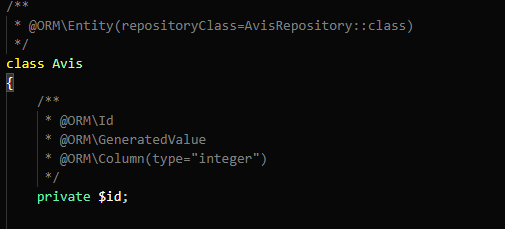 /**
 * @ORM\Entity(repositoryClass=AvisRepository::class)
 */
class Avis
{
    /**
     * @ORM\Id
     * @ORM\GeneratedValue
     * @ORM\Column(type="integer")
     */
    private $id;